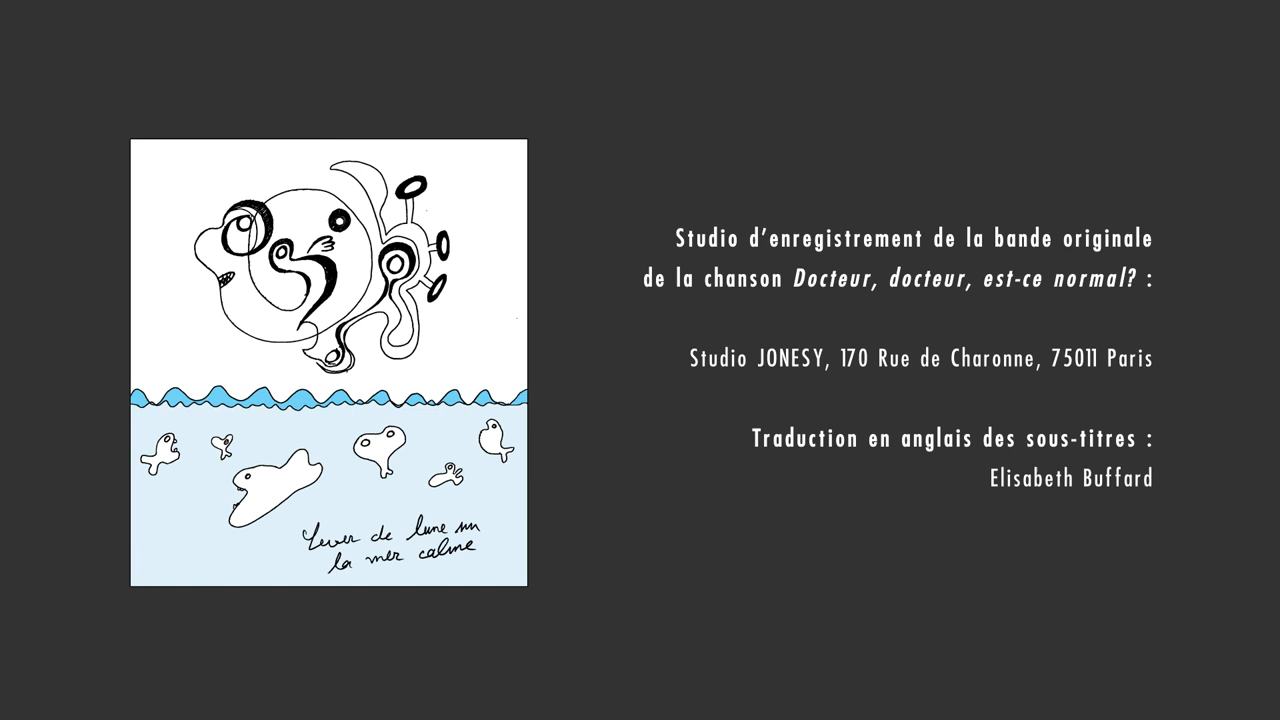 Studio d’enregistrement de la bande originale
de la chanson Docteur, docteur, est-ce normal? :
Studio JONESY, 170 Rue de Charonne, 75011 Paris
Traduction en anglais des sous-titres :
Elisabeth Buffard
Lever de lune sur
la mer calme